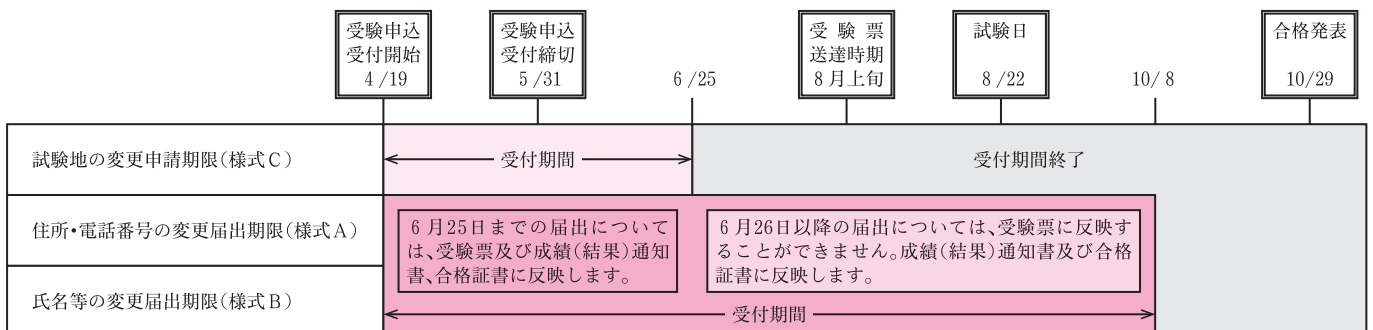 受験申込
受付開始
4/19
受験申込
受付締切
5/31
6/25
受験票
送達時期
8月上旬
試験日
8/22
10/8
合格発表
10/29
試験地の変更申請期限(様式C)
受付期間
受付期間終了
住所・電話番号の変更届出期限(様式A)
6月25日までの届出について
は、受験票及び成績(結果)通知
書、合格証書に反映します。
6月26日以降の届出については、受験票に反映す
ることができません。成績(結果)通知書及び合格
証書に反映します。
氏名等の変更届出期限(様式B)
受付期間